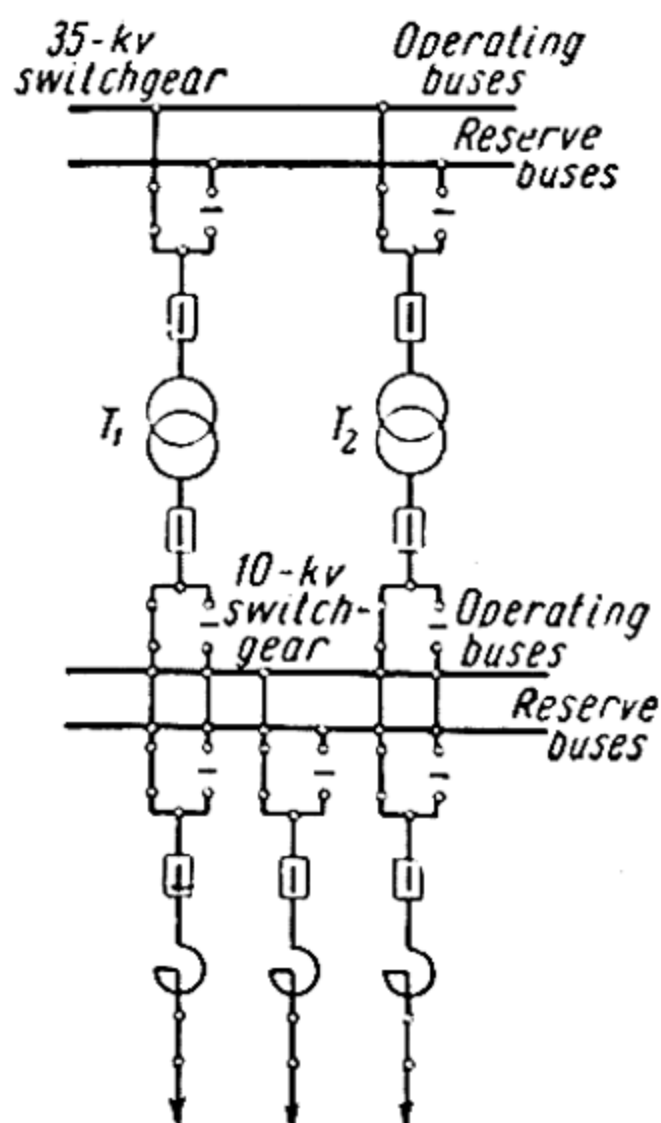 35-kv
switchgear
Operating
buses
Reserve
buses
T1
T2
10-kv
switch-
gear
Operating
buses
Reserve
buses